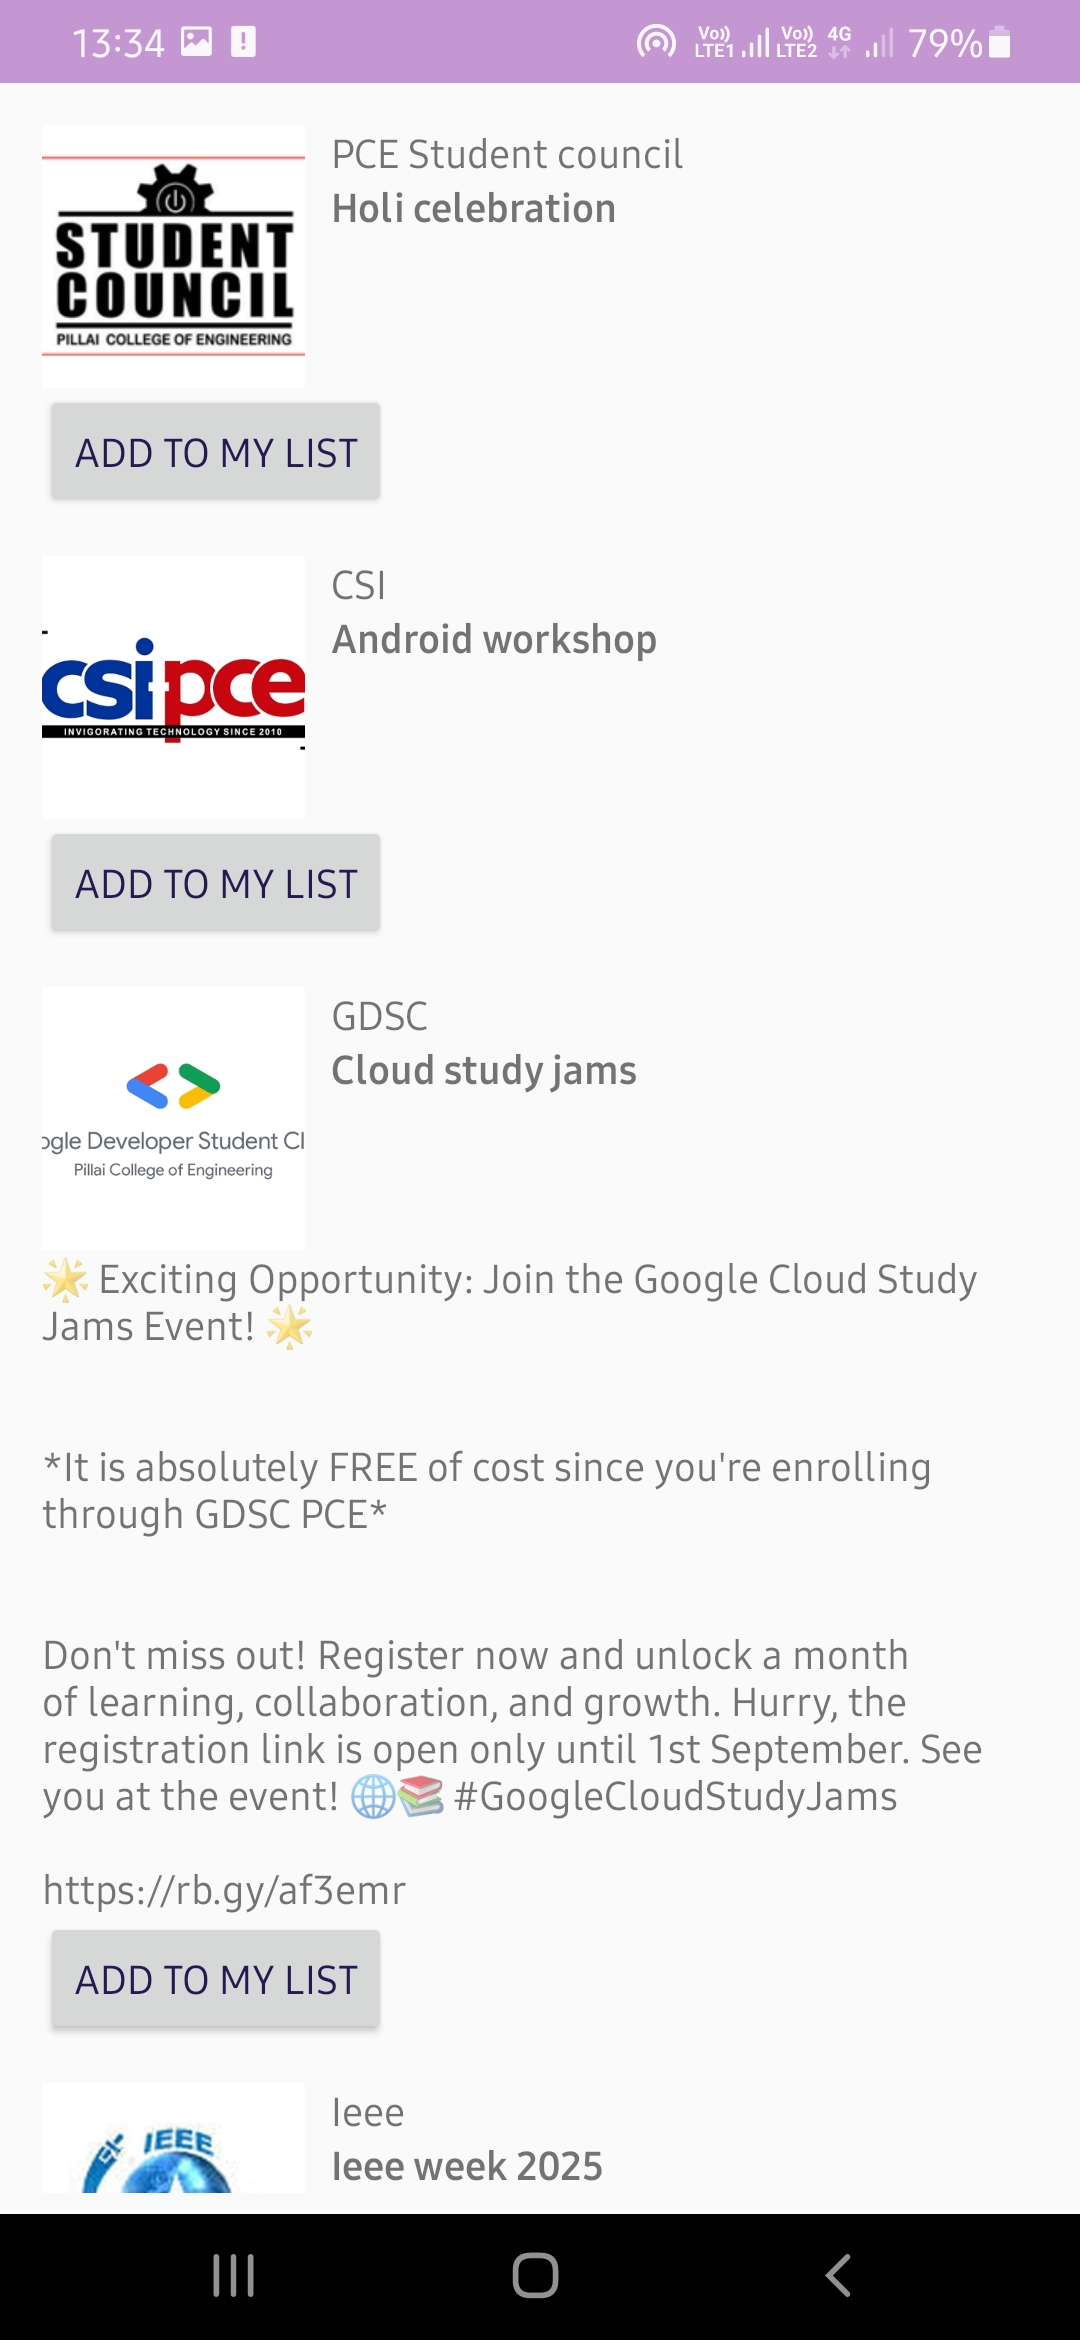 13:34
Vo)) LTE1 Vo)) LTE2 4G 79%
STUDENT
COUNCIL
PILLAI COLLEGE OF ENGINEERING
PCE Student council
Holi celebration
ADD TO MY LIST
csi-pce
INVIGORATING TECHNOLOGY SINCE 2010
CSI
Android workshop
ADD TO MY LIST
ogle Developer Student Cl
Pillai College of Engineering
GDSC
Cloud study jams
🌟 Exciting Opportunity: Join the Google Cloud Study
Jams Event! 🌟
*It is absolutely FREE of cost since you're enrolling
through GDSC PCE*
Don't miss out! Register now and unlock a month
of learning, collaboration, and growth. Hurry, the
registration link is open only until 1st September. See
you at the event! 🌐📚 #GoogleCloudStudyJams
https://rb.gy/af3emr
ADD TO MY LIST
IEEE
Ieee
Ieee week 2025